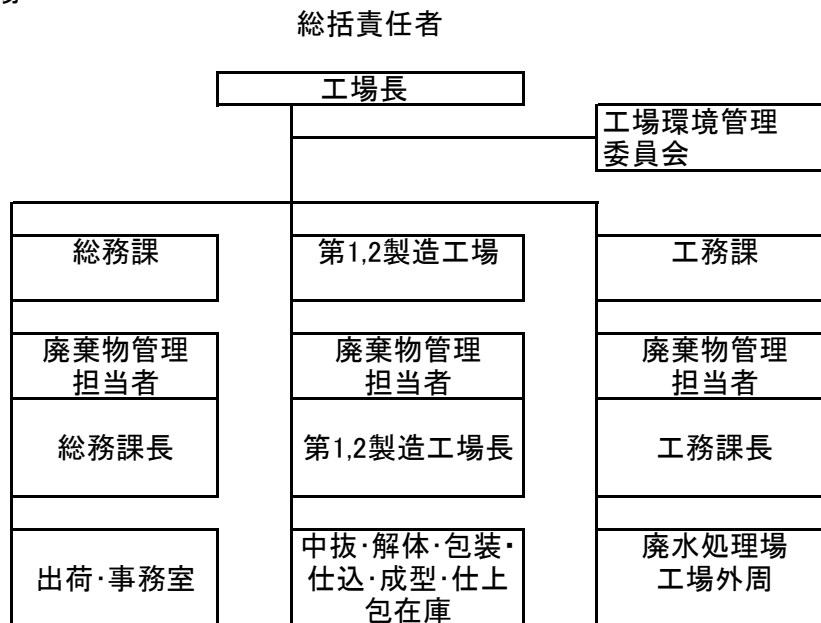 総括責任者
工場長
工場環境管理
委員会
総務課
第1,2製造工場
工務課
廃棄物管理
担当者
廃棄物管理
担当者
廃棄物管理
担当者
総務課長
第1,2製造工場長
工務課長
出荷・事務室
中抜・解体・包装・
仕込・成型・仕上
包在庫
廃水処理場
工場外周